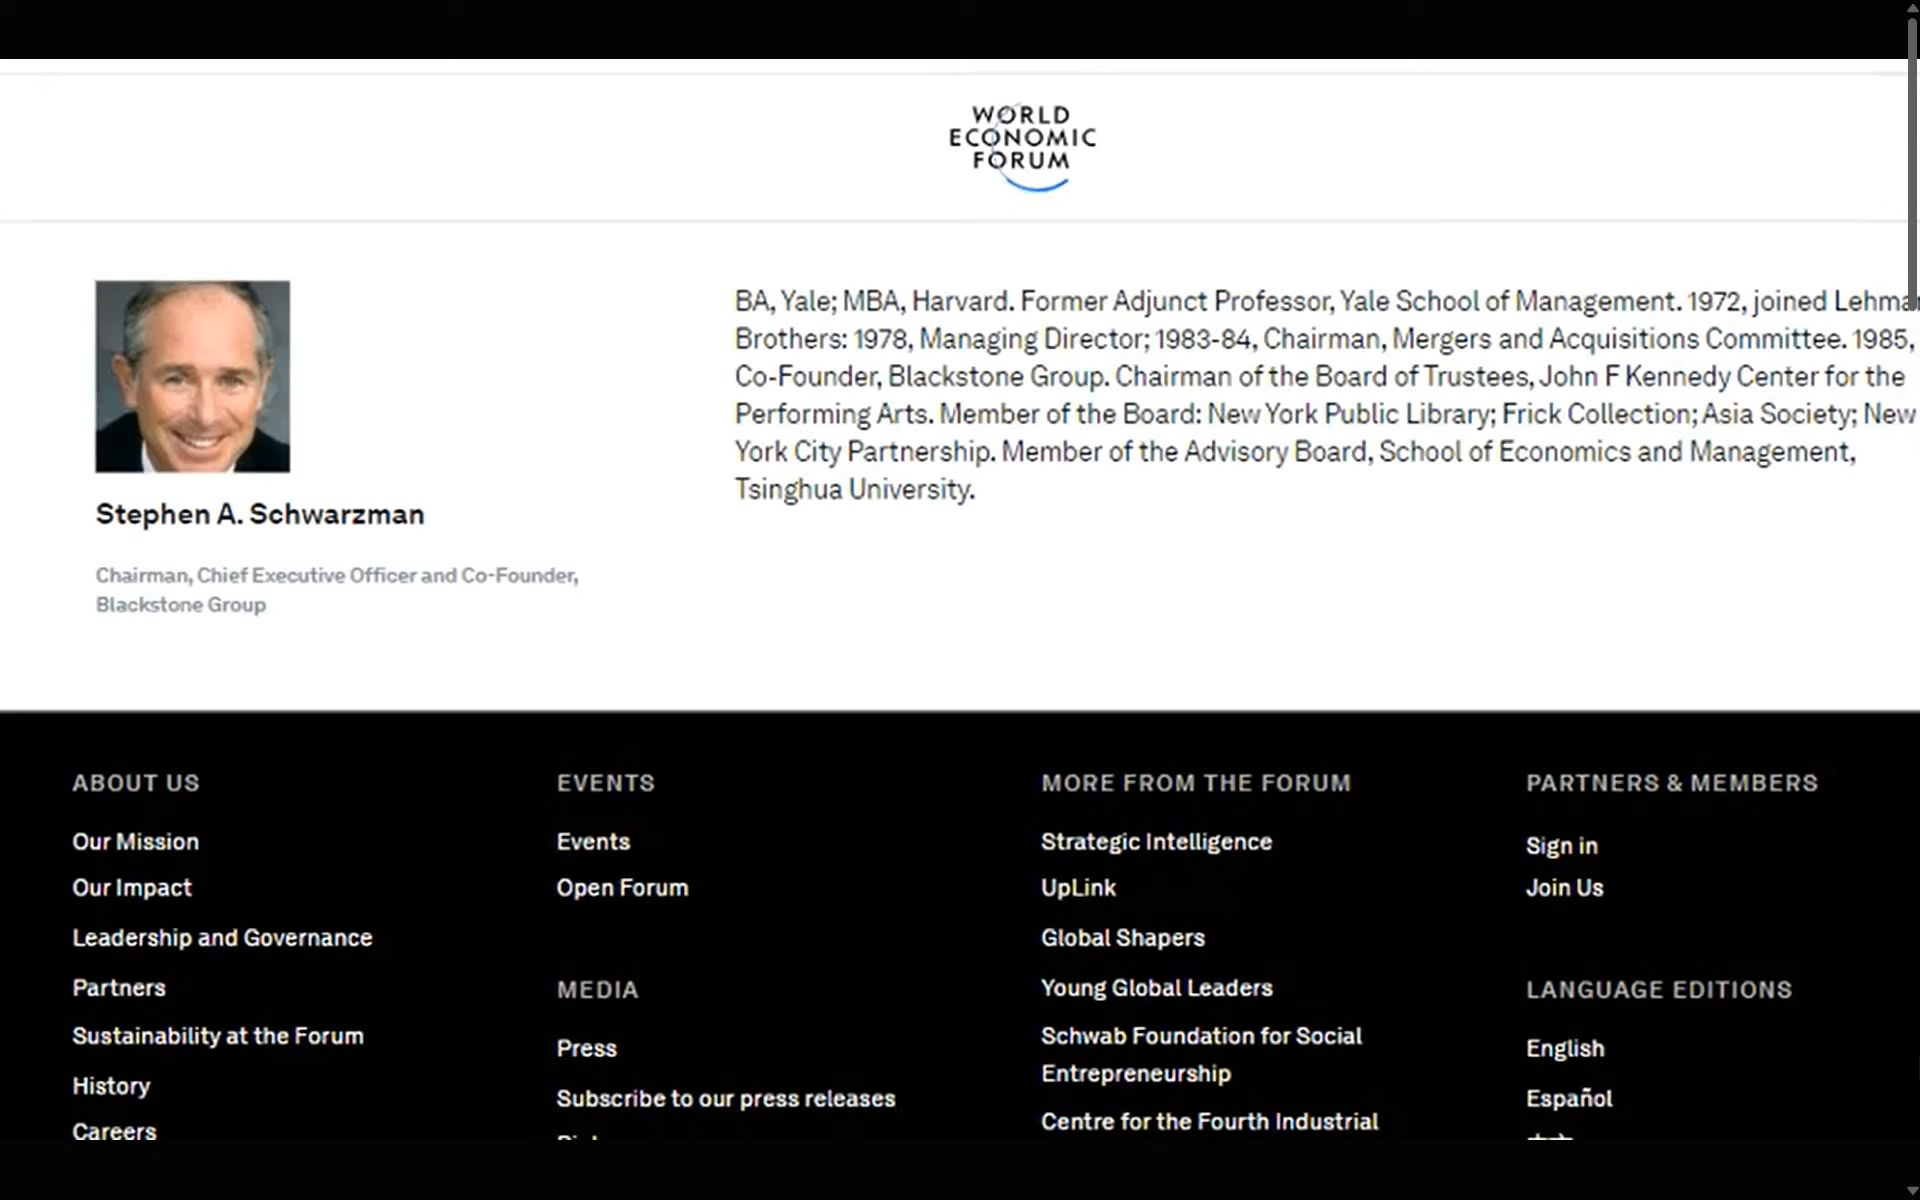 WORLD
ECONOMIC
FORUM
BA, Yale; MBA, Harvard. Former Adjunct Professor, Yale School of Management. 1972, joined
Brothers: 1978, Managing Director; 1983-84, Chairman, Mergers and Acquisitions Committee. 1985,
Co-Founder, Blackstone Group. Chairman of the Board of Trustees, John F Kennedy Center for the
Performing Arts. Member of the Board: New York Public Library; Frick Collection; Asia Society; New
York City Partnership. Member of the Advisory Board, School of Economics and Management,
Tsinghua University.
Stephen A. Schwarzman
Chairman, Chief Executive Officer and Co-Founder,
Blackstone Group
ABOUT US
Our Mission
Our Impact
Leadership and Governance
Partners
Sustainability at the Forum
History
Careers
EVENTS
Events
Open Forum
MEDIA
Press
Subscribe to our press releases
MORE FROM THE FORUM
Strategic Intelligence
UpLink
Global Shapers
Young Global Leaders
Schwab Foundation for Social
Entrepreneurship
Centre for the Fourth Industrial
PARTNERS & MEMBERS
Sign in
Join Us
LANGUAGE EDITIONS
English
Español